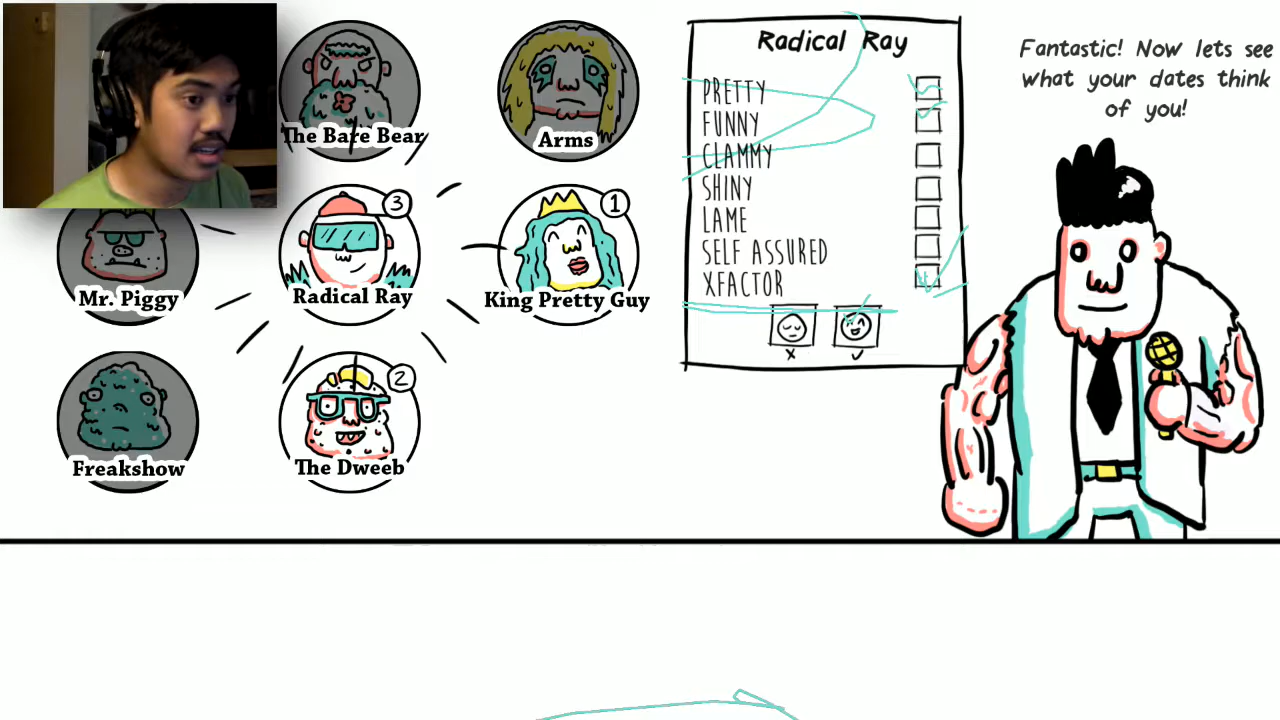 The Bare Bear
Arms
Mr. Piggy
3
Radical Ray
1
King Pretty Guy
Freakshow
2
The Dweeb
Radical Ray
PRETTY
FUNNY
CLAMMY
SHINY
LAME
SELF ASSURED
XFACTOR
X
✓
Fantastic! Now lets see
what your dates think
of you!